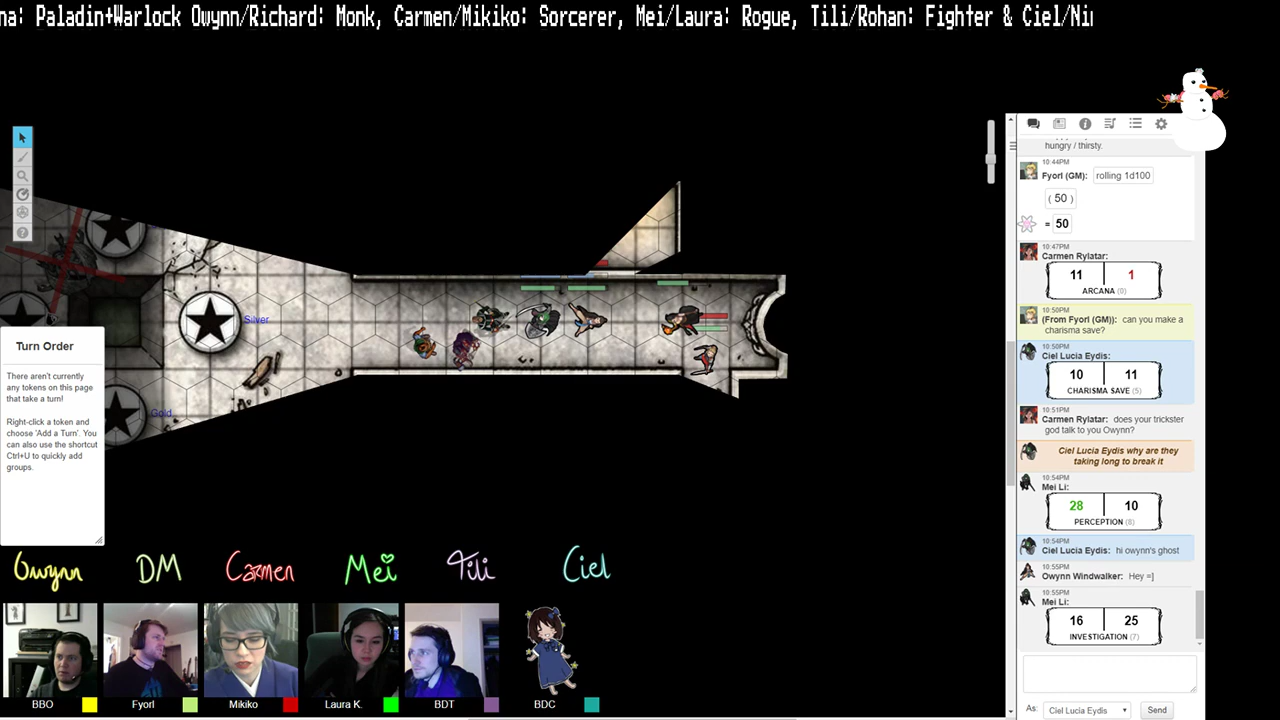 na: Paladin+Warlock Owynn/Richard: Monk, Carmen/Mikiko: Sorcerer, Mei/Laura: Rogue, Tili/Rohan: Fighter & Ciel/Nin
hungry / thirsty.
10:44PM
Fyorl (GM): rolling 1d100
( 50 )
= 50
10:47PM
Carmen Rylatar:
11 1
ARCANA (0)
(From Fyorl (GM)): can you make a
charisma save?
10:50PM
Ciel Lucia Eydis:
10 11
CHARISMA SAVE (5)
10:51PM
Carmen Rylatar: does your trickster
god talk to you Owynn?
Ciel Lucia Eydis why are they
taking long to break it
10:54PM
Mei Li:
28 10
PERCEPTION (8)
10:54PM
Ciel Lucia Eydis: hi owynn's ghost
10:55PM
Owynn Windwalker: Hey =]
10:55PM
Mei Li:
16 25
INVESTIGATION (7)
As: Ciel Lucia Eydis Send
Silver
Gold
Turn Order
There aren't currently
any tokens on this page
that take a turn!
Right-click a token and
choose 'Add a Turn'. You
can also use the shortcut
Ctrl+U to quickly add
groups.
Owynn DM Carmen Mei Tili Ciel
BBO Fyorl Mikiko Laura K. BDT BDC